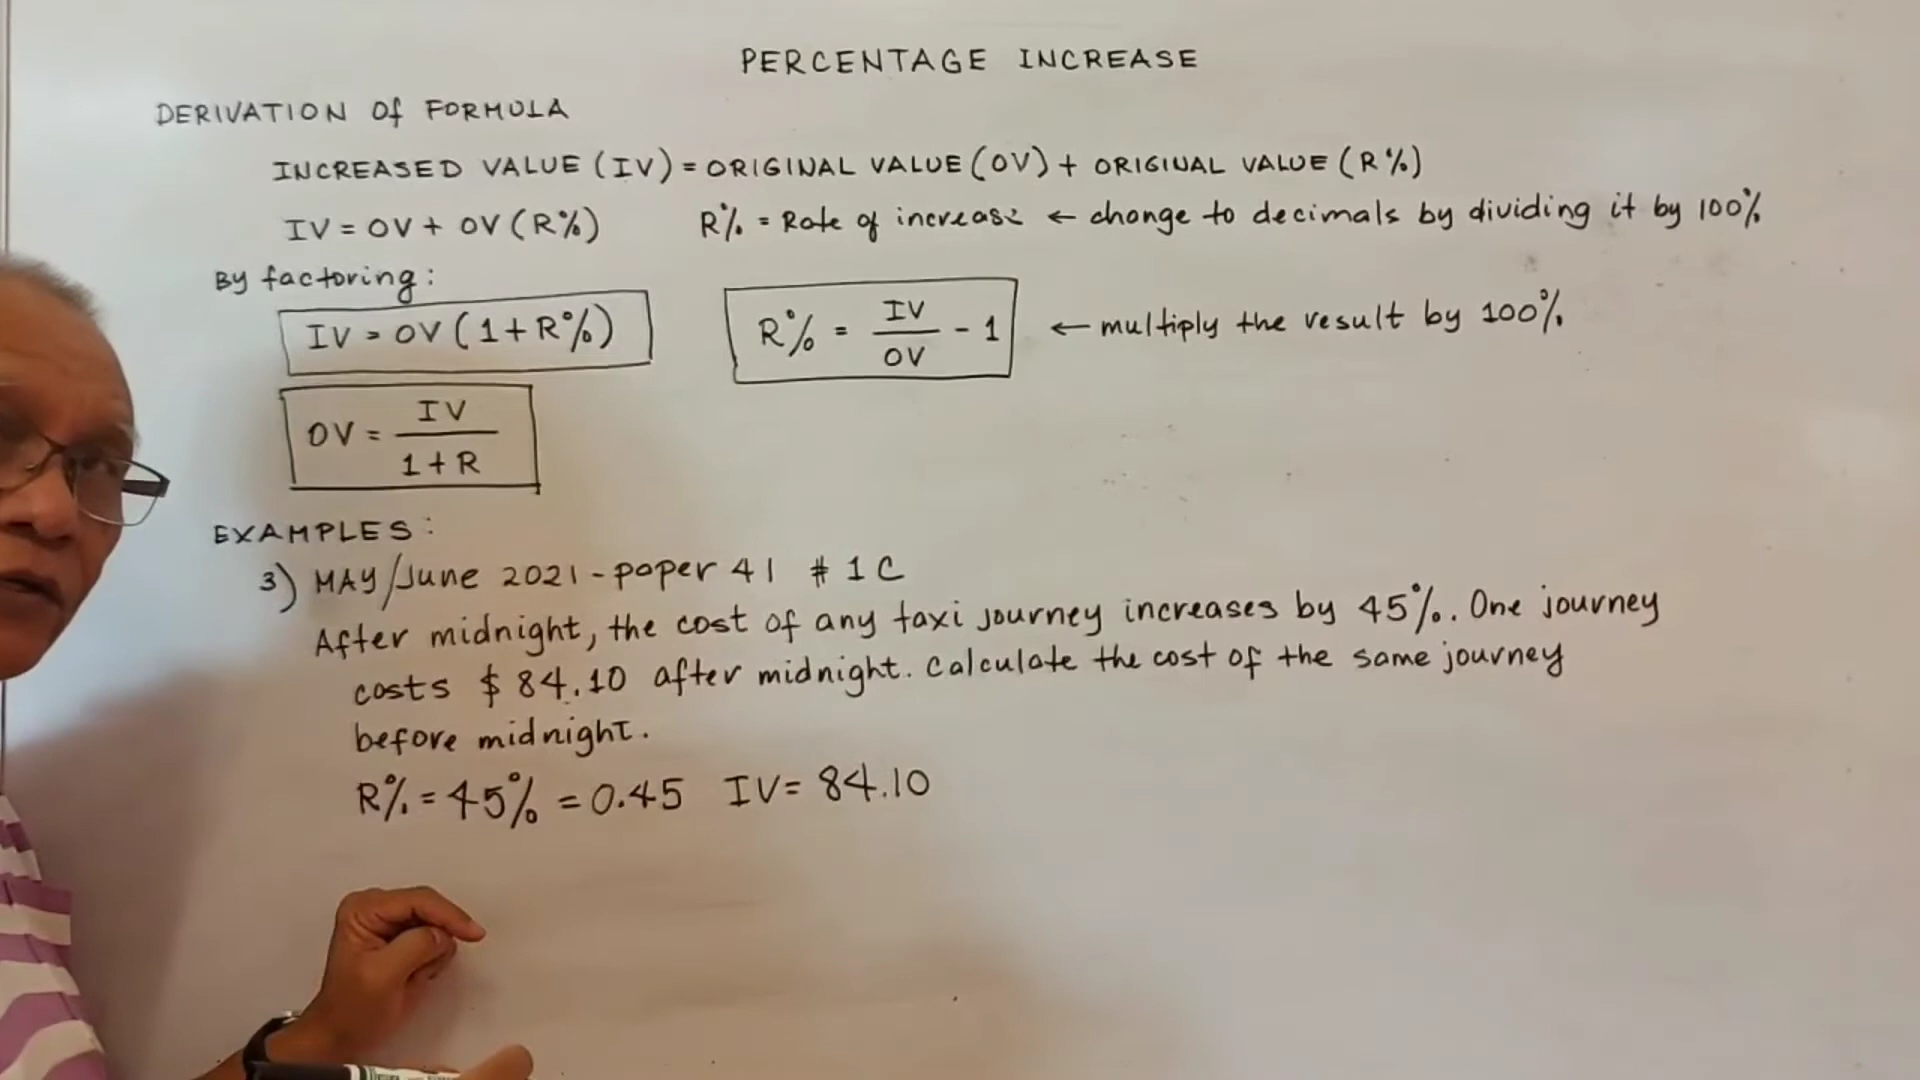 PERCENTAGE INCREASE
DERIVATION Of FORMULA
INCREASED VALUE (IV) = ORIGINAL VALUE (OV) + ORIGINAL VALUE (R%)
IV = OV + OV (R%) R% = Rate of increase ← change to decimals by dividing it by 100%
By factoring:
IV = OV (1 + R%) R% = IV/OV - 1 ← multiply the result by 100%
OV = IV/1 + R
EXAMPLES:
3) MAY/June 2021 - paper 41 # 1 C
After midnight, the cost of any taxi journey increases by 45%. One journey
costs $ 84.10 after midnight. Calculate the cost of the same journey
before midnight.
R% = 45% = 0.45 IV = 84.10